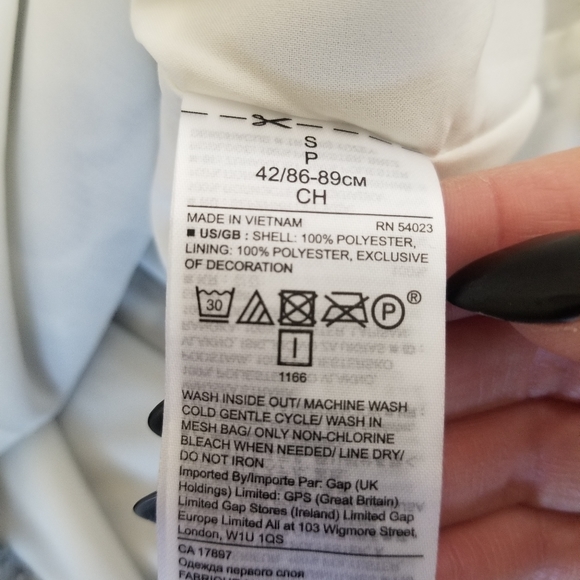 S
P
42/86-89см
CH
MADE IN VIETNAM RN 54023
■ US/GB : SHELL: 100% POLYESTER,
LINING: 100% POLYESTER, EXCLUSIVE
OF DECORATION
30 P ®
I
1166
WASH INSIDE OUT/ MACHINE WASH
COLD GENTLE CYCLE/ WASH IN
MESH BAG/ ONLY NON-CHLORINE
BLEACH WHEN NEEDED/ LINE DRY/
DO NOT IRON
Imported By/Importe Par: Gap (UK
Holdings) Limited: GPS (Great Britain)
Limited Gap Stores (Ireland) Limited Gap
Europe Limited All at 103 Wigmore Street,
London, W1U 1QS
CA 17897
Одежда первого слоя